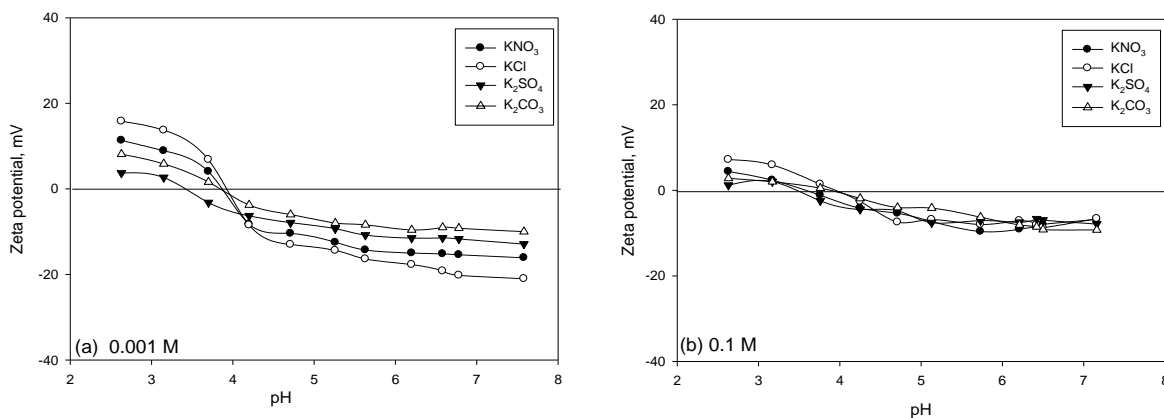 40
20
0
-20
-40
Zeta potential, mV
KNO₃
KCl
K₂SO₄
K₂CO₃
(a) 0.001 M
2 3 4 5 6 7 8
pH
40
20
0
-20
-40
Zeta potential, mV
KNO₃
KCl
K₂SO₄
K₂CO₃
(b) 0.1 M
2 3 4 5 6 7 8
pH